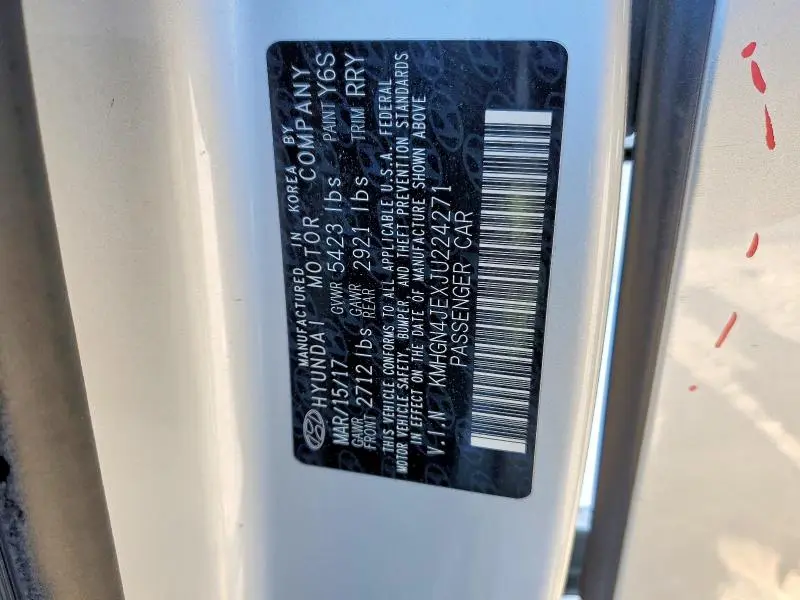 MANUFACTURED IN KOREA BY
HYUNDAI MOTOR COMPANY
MAR/15/17 GVWR 5423 lbs PAINT Y6S
GAWR FRONT 2712 lbs GAWR REAR 2921 lbs TRIM RRY
THIS VEHICLE CONFORMS TO ALL APPLICABLE U.S.A. FEDERAL
MOTOR VEHICLE SAFETY, BUMPER, AND THEFT PREVENTION STANDARDS
IN EFFECT ON THE DATE OF MANUFACTURE SHOWN ABOVE
V.I.N KMHGN4JEXJU224271
PASSENGER CAR